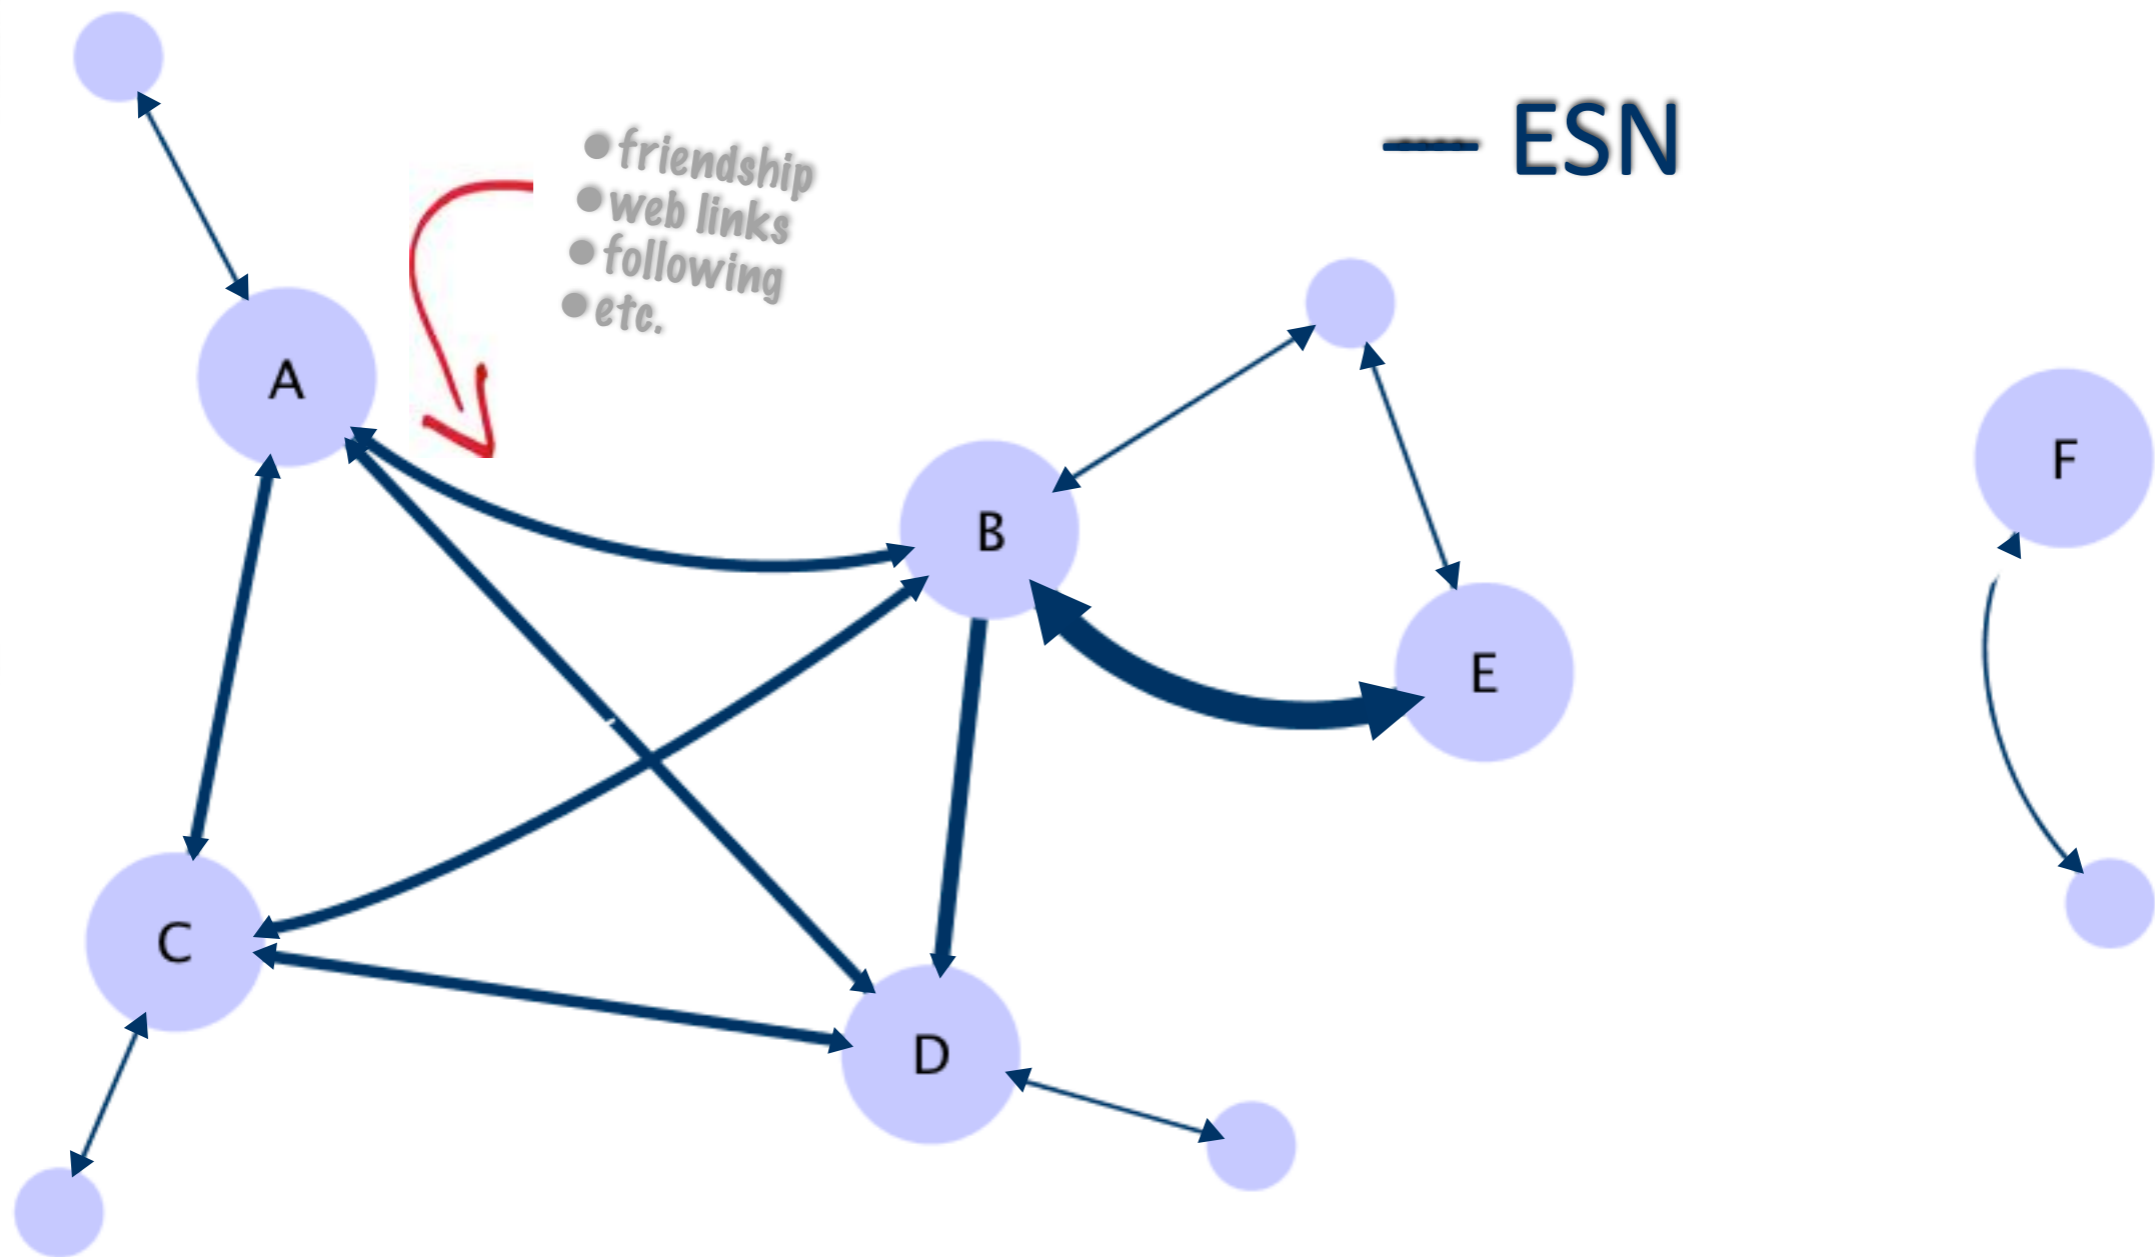 ESN
• friendship
• web links
• following
• etc.
A
B
F
E
C
D